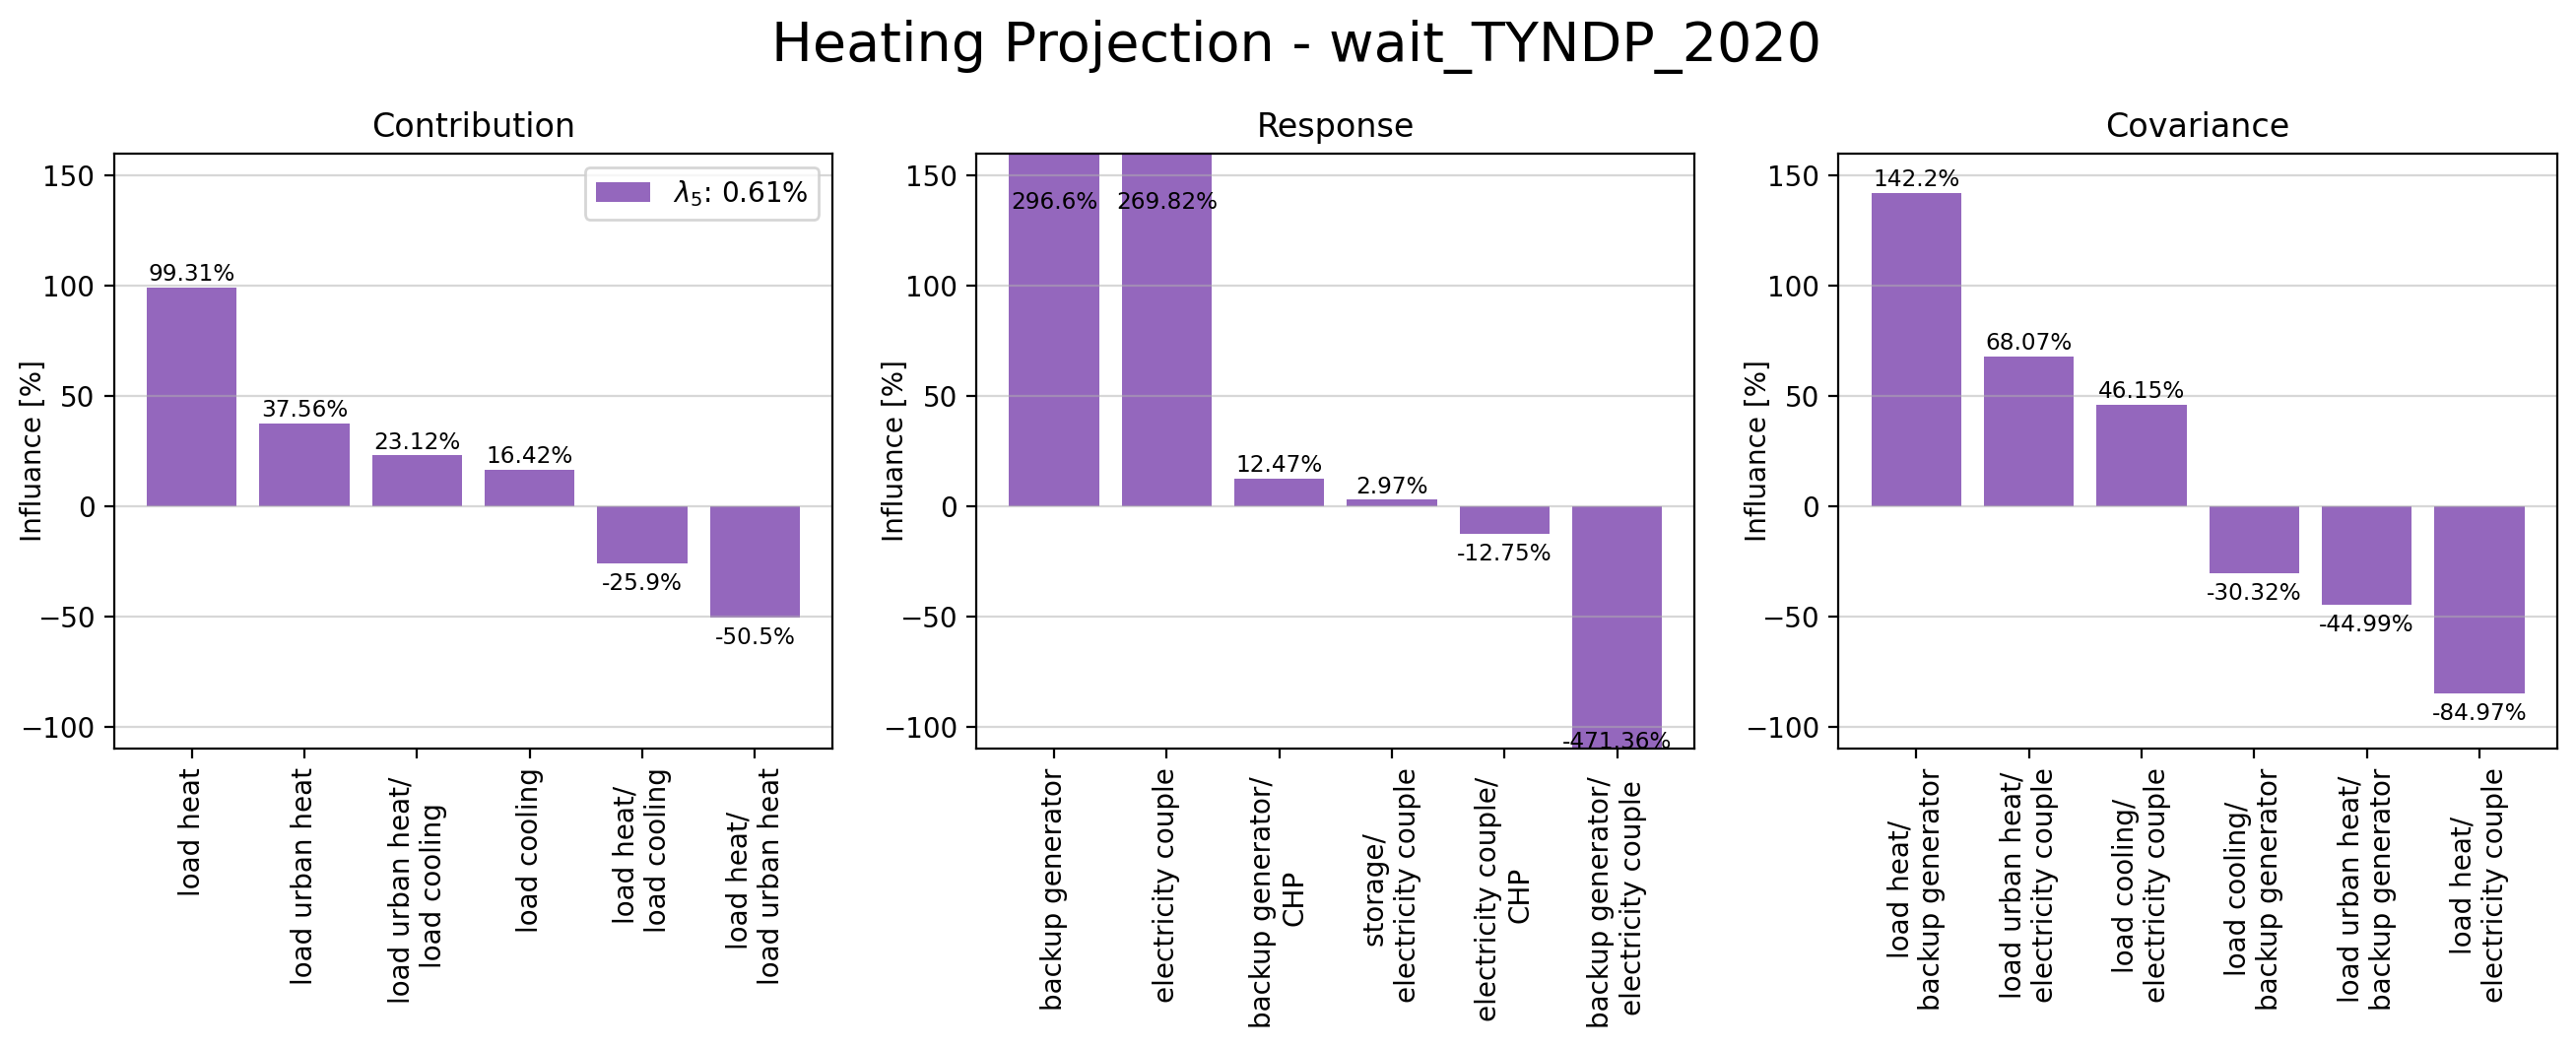 Heating Projection - wait_TYNDP_2020
Contribution
λ5: 0.61%
Influance [%]
150
100
50
0
−50
−100
99.31%
37.56%
23.12%
16.42%
-25.9%
-50.5%
load heat
load urban heat
load urban heat/
load cooling
load cooling
load heat/
load cooling
load heat/
load urban heat
Response
Influance [%]
150
100
50
0
−50
−100
296.6%
269.82%
12.47%
2.97%
-12.75%
-471.36%
backup generator
electricity couple
backup generator/
CHP
storage/
electricity couple
electricity couple/
CHP
backup generator/
electricity couple
Covariance
Influance [%]
150
100
50
0
−50
−100
142.2%
68.07%
46.15%
-30.32%
-44.99%
-84.97%
load heat/
backup generator
load urban heat/
electricity couple
load cooling/
electricity couple
load cooling/
backup generator
load urban heat/
backup generator
load heat/
electricity couple